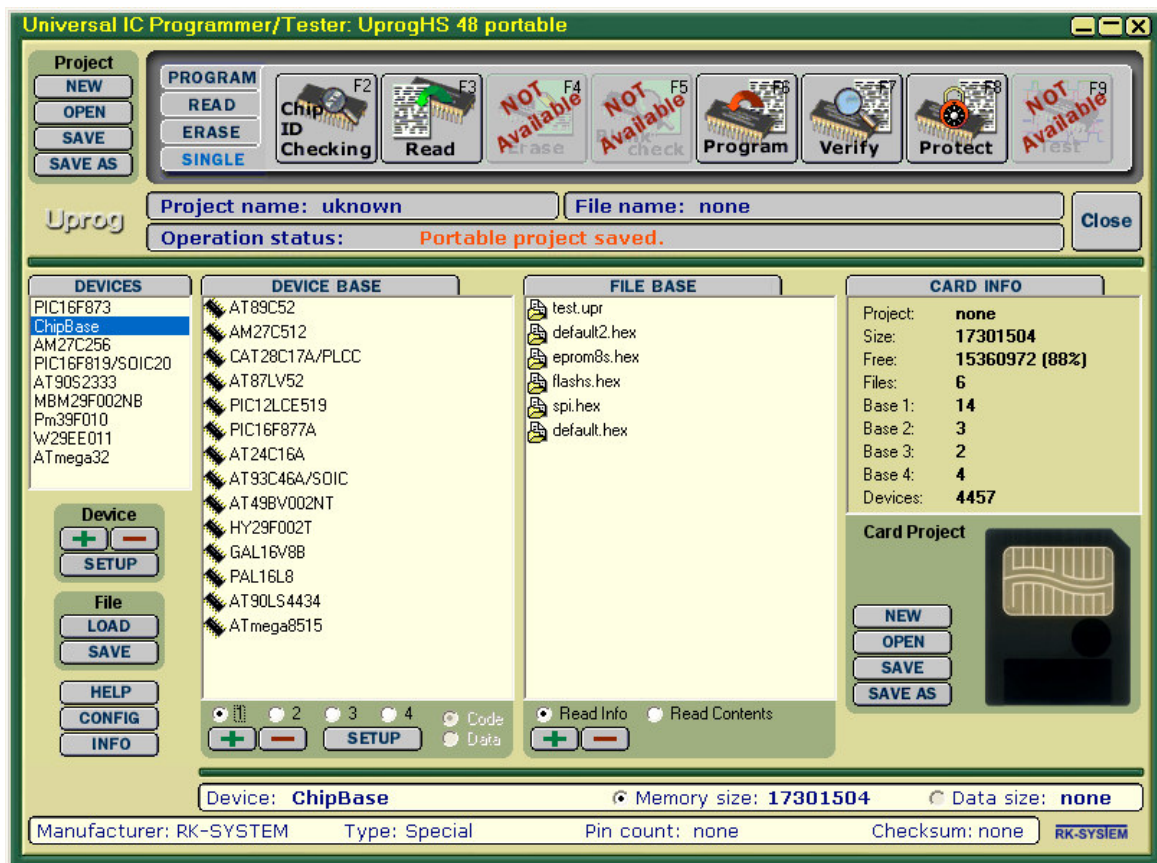 Universal IC Programmer/Tester: UprogHS 48 portable
Project
NEW
OPEN
SAVE
SAVE AS
PROGRAM
READ
ERASE
SINGLE
F2
Chip
ID
Checking
F3
Read
F4
NOT
Available
Erase
F5
NOT
Available
check
F6
Program
F7
Verify
F8
Protect
F9
NOT
Available
Test
Uprog
Project name: uknown
File name: none
Operation status: Portable project saved.
Close
DEVICES
PIC16F873
ChipBase
AM27C256
PIC16F819/SOIC20
AT90S2333
MBM29F002NB
Pm39F010
W29EE011
ATmega32
Device
SETUP
File
LOAD
SAVE
HELP
CONFIG
INFO
DEVICE BASE
AT89C52
AM27C512
CAT28C17A/PLCC
AT87LV52
PIC12LCE519
PIC16F877A
AT24C16A
AT93C46A/SOIC
AT49BV002NT
HY29F002T
GAL16V8B
PAL16L8
AT90LS4434
ATmega8515
1 2 3 4
SETUP
Code
Data
FILE BASE
test.upr
default2.hex
eprom8s.hex
flashs.hex
spi.hex
default.hex
Read Info Read Contents
CARD INFO
Project: none
Size: 17301504
Free: 15360972 (88%)
Files: 6
Base 1: 14
Base 2: 3
Base 3: 2
Base 4: 4
Devices: 4457
Card Project
NEW
OPEN
SAVE
SAVE AS
Device: ChipBase Memory size: 17301504 Data size: none
Manufacturer: RK-SYSTEM Type: Special Pin count: none Checksum: none
RK-SYSTEM